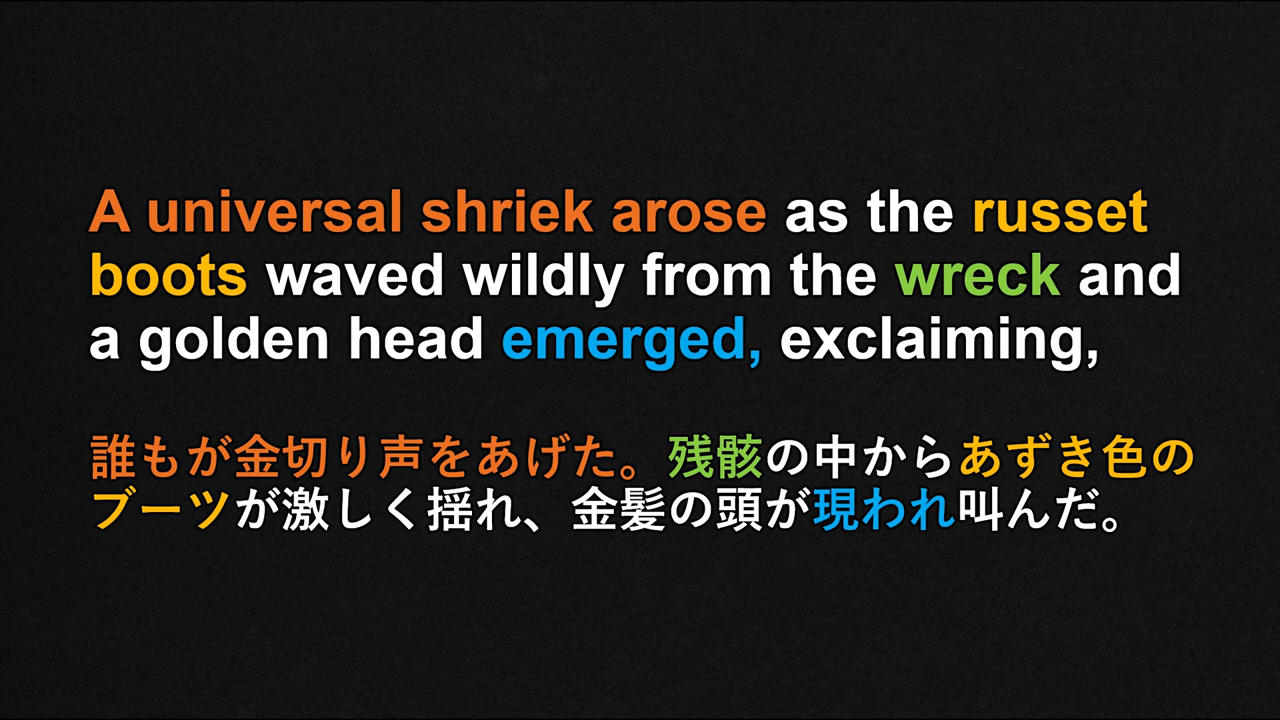 A universal shriek arose as the russet
boots waved wildly from the wreck and
a golden head emerged, exclaiming,
誰もが金切り声をあげた。残骸の中からあずき色の
ブーツが激しく揺れ、金髪の頭が現われ叫んだ。